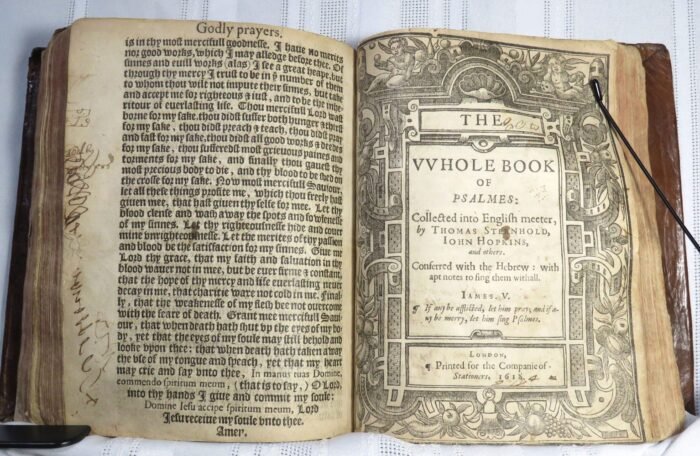 Godly prayers.
is in thy most mercifull goodnesse. I haue no merits
nor good works, which I may alledge before thee. Of
sinnes and euill works (alas) I see a great heape, but
through thy mercy I trust to be in yͤ number of them
to whom thou wilt not impute their sinnes, but take
and accept me for righteous & iust, and to be the inhe-
ritour of euerlasting life. Thou mercifull Lord wast
borne for my sake, thou didst suffer both hunger & thirst
for my sake, thou didst preach & teach, thou didst pray
and fast for my sake, thou didst all good works & deedes
for my sake, thou sufferedst most grieuous paines and
torments for my sake, and finally thou gauest thy
most precious body to die, and thy blood to be shed on
the crosse for my sake. Now most mercifull Sauiour,
let all these things profite me, which thou freely hast
giuen mee, that hast giuen thy selfe for mee. Let thy
blood clense and wash away the spots and foulenesse
of my sinnes. Let thy righteousnesse hide and couer
mine vnrighteousnesse. Let the merites of thy passion
and blood be the satisfaction for my sinnes. Giue me
Lord thy grace, that my faith and saluation in thy
blood wauer not in mee, but be euer firme & constant,
that the hope of thy mercy and life euerlasting neuer
decay in me, that charitie waxe not cold in me. Final-
ly, that the weakenesse of my flesh bee not ouercome
with the feare of death. Grant mee mercifull Saui-
our, that when death hath shut vp the eyes of my bo-
dy, yet that the eyes of my soule may still behold and
looke vpon thee: that when death hath taken away
the vse of my tongue and speach, yet that my heart
may crie and say vnto thee, In manus tuas Domine,
commendo spiritum meum, (that is to say,) O Lord,
into thy hands I giue and commit my soule:
Domine Iesu accipe spiritum meum, Lord
Jesu receiue my soule vnto thee.
Amen.
THE
VVHOLE BOOK
OF
PSALMES:
Collected into English meeter,
by THOMAS STERNHOLD,
IOHN HOPKINS,
and others.
Conferred with the Hebrew: with
apt notes to sing them withall.
IAMES. V.
¶ If any be afflicted, let him pray, and if a-
ny be merry, let him sing Psalmes.
LONDON,
¶ Printed for the Companie of
Stationers, 161